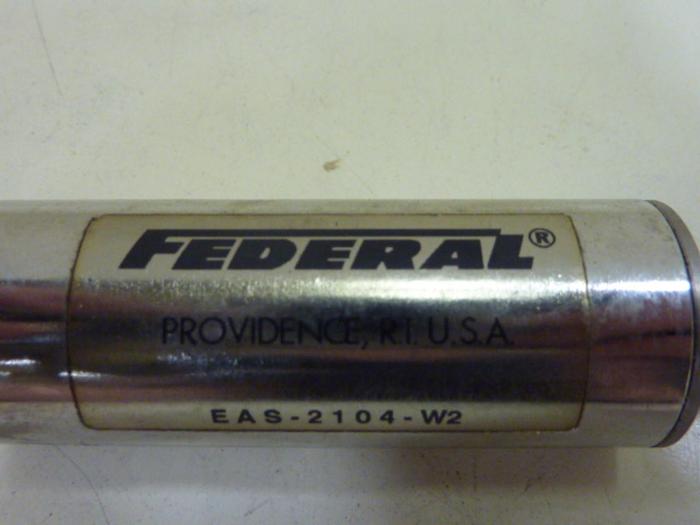 FEDERAL®
PROVIDENCE, R.I. U.S.A.
EAS-2104-W2